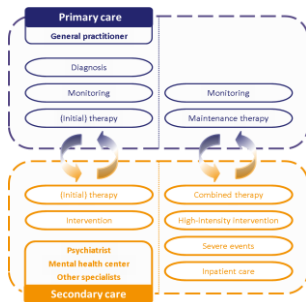 Primary care
General practitioner
Diagnosis
Monitoring
(Initial) therapy
Monitoring
Maintenance therapy
(Initial) therapy
Intervention
Psychiatrist
Mental health center
Other specialists
Secondary care
Combined therapy
High-intensity intervention
Severe events
Inpatient care